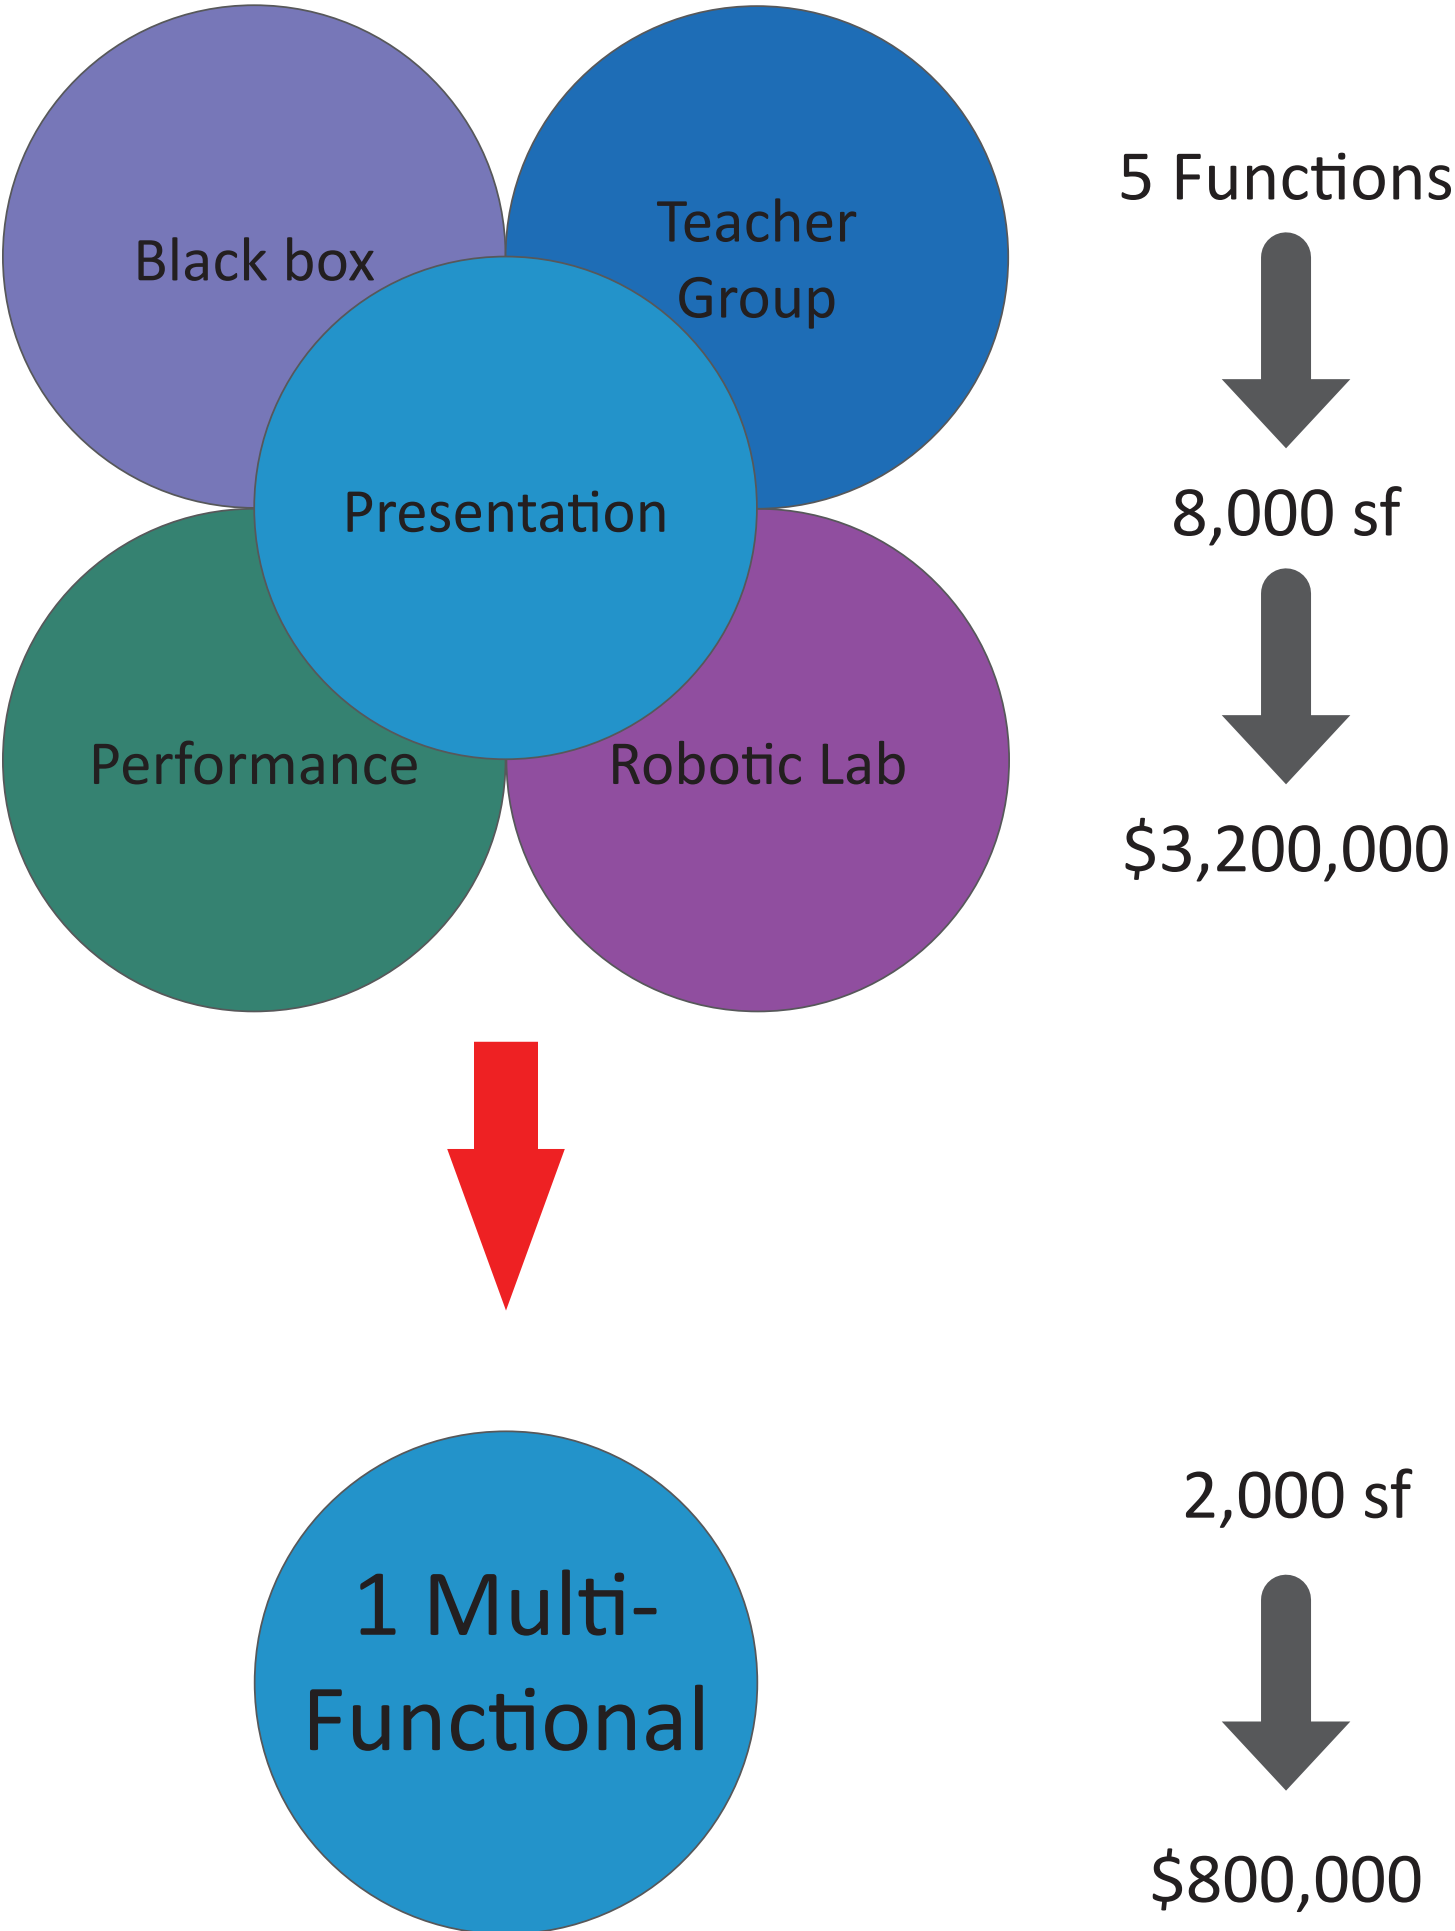 Black box
Teacher
Group
Presentation
Performance
Robotic Lab
5 Functions
8,000 sf
$3,200,000
1 Multi-
Functional
2,000 sf
$800,000